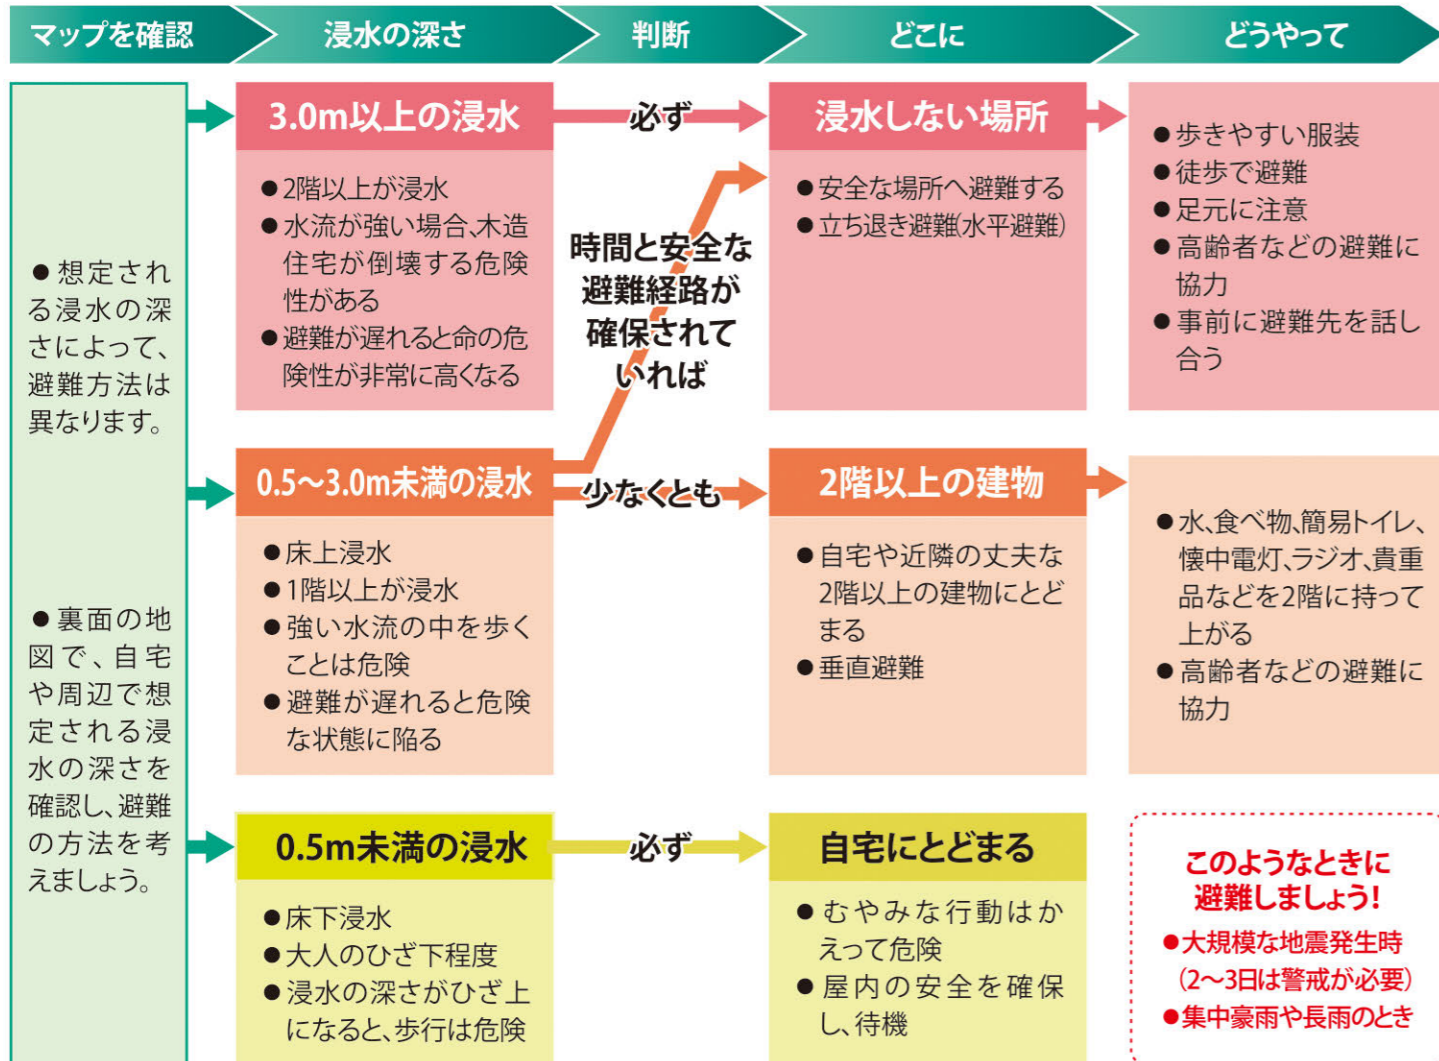 マップを確認
浸水の深さ
判断
どこに
どうやって
●想定され
る浸水の深
さによって、
避難方法は
異なります。
●裏面の地
図で、自宅
や周辺で想
定される浸
水の深さを
確認し、避難
の方法を考
えましょう。
3.0m以上の浸水
●2階以上が浸水
●水流が強い場合、木造
住宅が倒壊する危険
性がある
●避難が遅れると命の危
険性が非常に高くなる
必ず
浸水しない場所
●安全な場所へ避難する
●立ち退き避難(水平避難)
●歩きやすい服装
●徒歩で避難
●足元に注意
●高齢者などの避難に
協力
●事前に避難先を話し
合う
時間と安全な
避難経路が
確保されて
いれば
0.5〜3.0m未満の浸水
●床上浸水
●1階以上が浸水
●強い水流の中を歩く
ことは危険
●避難が遅れると危険
な状態に陥る
少なくとも
2階以上の建物
●自宅や近隣の丈夫な
2階以上の建物にとど
まる
●垂直避難
●水、食べ物、簡易トイレ、
懐中電灯、ラジオ、貴重
品などを2階に持って
上がる
●高齢者などの避難に
協力
0.5m未満の浸水
●床下浸水
●大人のひざ下程度
●浸水の深さがひざ上
になると、歩行は危険
必ず
自宅にとどまる
●むやみな行動はか
えって危険
●屋内の安全を確保
し、待機
このようなときに
避難しましょう!
●大規模な地震発生時
(2〜3日は警戒が必要)
●集中豪雨や長雨のとき